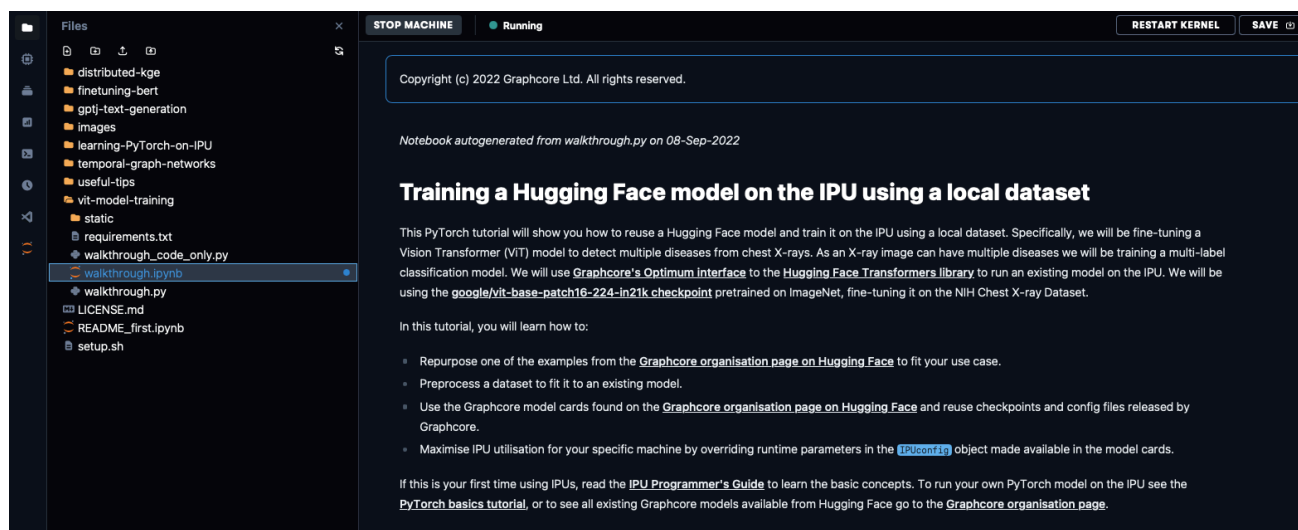 Files
STOP MACHINE
Running
RESTART KERNEL
SAVE
distributed-kge
finetuning-bert
gptj-text-generation
images
learning-PyTorch-on-IPU
temporal-graph-networks
useful-tips
vit-model-training
static
requirements.txt
walkthrough_code_only.py
walkthrough.ipynb
walkthrough.py
LICENSE.md
README_first.ipynb
setup.sh
Copyright (c) 2022 Graphcore Ltd. All rights reserved.
Notebook autogenerated from walkthrough.py on 08-Sep-2022
Training a Hugging Face model on the IPU using a local dataset
This PyTorch tutorial will show you how to reuse a Hugging Face model and train it on the IPU using a local dataset. Specifically, we will be fine-tuning a
Vision Transformer (ViT) model to detect multiple diseases from chest X-rays. As an X-ray image can have multiple diseases we will be training a multi-label
classification model. We will use Graphcore's Optimum interface to the Hugging Face Transformers library to run an existing model on the IPU. We will be
using the google/vit-base-patch16-224-in21k checkpoint pretrained on ImageNet, fine-tuning it on the NIH Chest X-ray Dataset.
In this tutorial, you will learn how to:
Repurpose one of the examples from the Graphcore organisation page on Hugging Face to fit your use case.
Preprocess a dataset to fit it to an existing model.
Use the Graphcore model cards found on the Graphcore organisation page on Hugging Face and reuse checkpoints and config files released by
Graphcore.
Maximise IPU utilisation for your specific machine by overriding runtime parameters in the IPUconfig object made available in the model cards.
If this is your first time using IPUs, read the IPU Programmer's Guide to learn the basic concepts. To run your own PyTorch model on the IPU see the
PyTorch basics tutorial, or to see all existing Graphcore models available from Hugging Face go to the Graphcore organisation page.